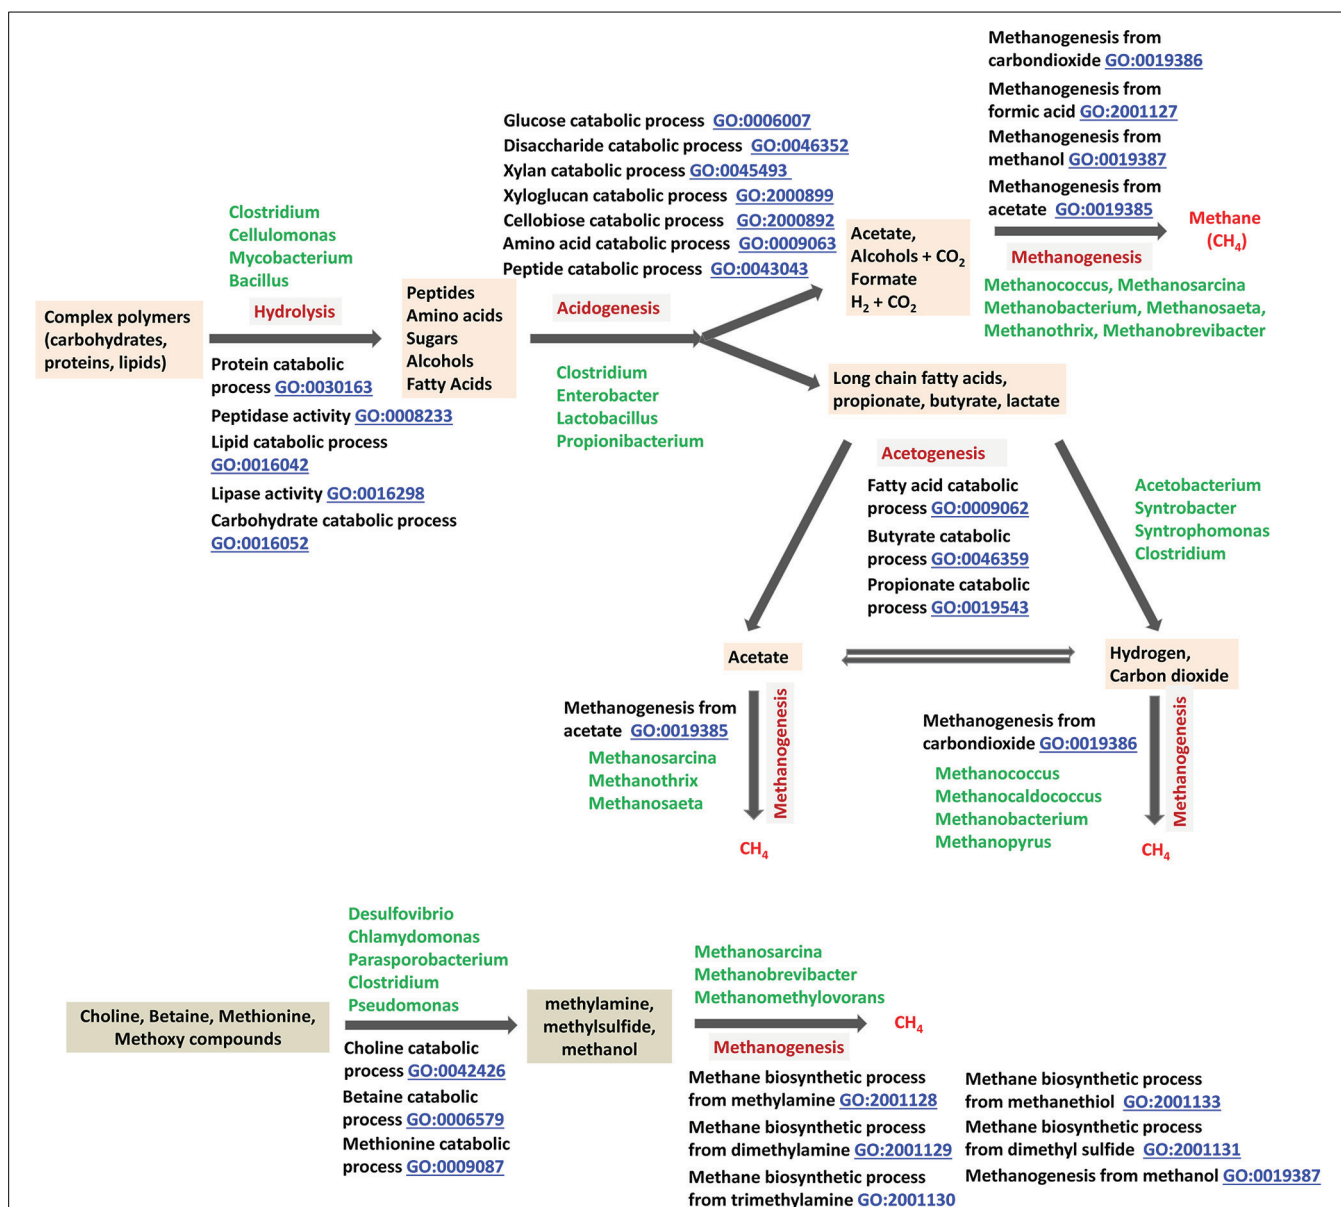 Methanogenesis from
carbondioxide GO:0019386
Methanogenesis from
formic acid GO:2001127
Methanogenesis from
methanol GO:0019387
Methanogenesis from
acetate GO:0019385
Glucose catabolic process GO:0006007
Disaccharide catabolic process GO:0046352
Xylan catabolic process GO:0045493
Xyloglucan catabolic process GO:2000899
Cellobiose catabolic process GO:2000892
Amino acid catabolic process GO:0009063
Peptide catabolic process GO:0043043
Clostridium
Cellulomonas
Mycobacterium
Bacillus
Hydrolysis
Complex polymers
(carbohydrates,
proteins, lipids)
Protein catabolic
process GO:0030163
Peptidase activity GO:0008233
Lipid catabolic process
GO:0016042
Lipase activity GO:0016298
Carbohydrate catabolic process
GO:0016052
Peptides
Amino acids
Sugars
Alcohols
Fatty Acids
Acidogenesis
Clostridium
Enterobacter
Lactobacillus
Propionibacterium
Acetate,
Alcohols + CO₂
Formate
H₂ + CO₂
Methanogenesis
Methane
(CH₄)
Methanococcus, Methanosarcina
Methanobacterium, Methanosaeta,
Methanothrix, Methanobrevibacter
Long chain fatty acids,
propionate, butyrate, lactate
Acetogenesis
Fatty acid catabolic
process GO:0009062
Butyrate catabolic
process GO:0046359
Propionate catabolic
process GO:0019543
Acetobacterium
Syntrobacter
Syntrophomonas
Clostridium
Acetate
Hydrogen,
Carbon dioxide
Methanogenesis from
acetate GO:0019385
Methanosarcina
Methanothrix
Methanosaeta
Methanogenesis
CH₄
Methanogenesis from
carbondioxide GO:0019386
Methanococcus
Methanocaldococcus
Methanobacterium
Methanopyrus
Methanogenesis
CH₄
Desulfovibrio
Chlamydomonas
Parasporobacterium
Clostridium
Pseudomonas
Choline, Betaine, Methionine,
Methoxy compounds
Choline catabolic
process GO:0042426
Betaine catabolic
process GO:0006579
Methionine catabolic
process GO:0009087
methylamine,
methylsulfide,
methanol
Methanosarcina
Methanobrevibacter
Methanomethylovorans
Methanogenesis
CH₄
Methane biosynthetic process
from methylamine GO:2001128
Methane biosynthetic process
from dimethylamine GO:2001129
Methane biosynthetic process
from trimethylamine GO:2001130
Methane biosynthetic process
from methanethiol GO:2001133
Methane biosynthetic process
from dimethyl sulfide GO:2001131
Methanogenesis from methanol GO:0019387